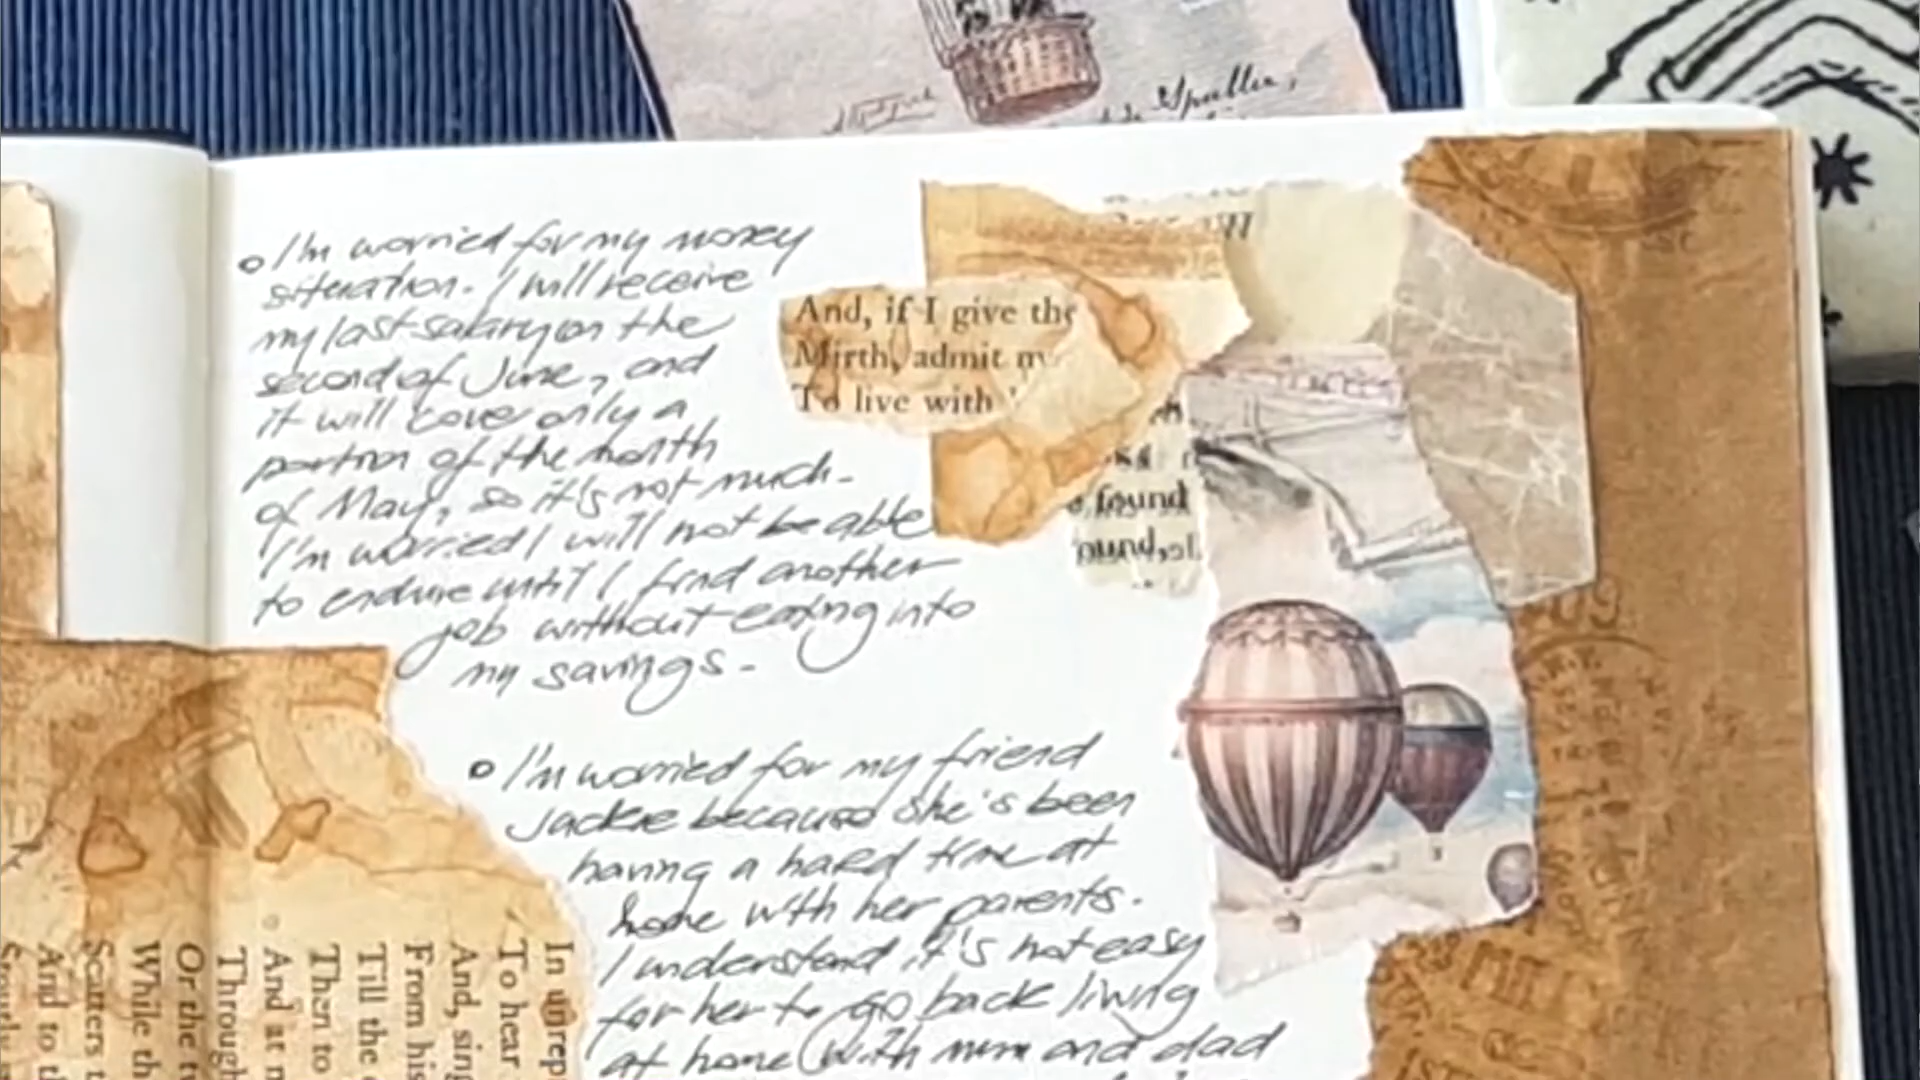 o I'm worried for my money
situation. I will receive
my last salary on the
second of June, and
it will cover only a
portion of the month
of May, so it's not much.
I'm worried I will not be able
to endure until I find another
job without eating into
my savings.
o I'm worried for my friend
Jackie because she's been
having a hard time at
home with her parents.
I understand it's not easy
for her to go back living
at home (with mum and dad
And, if I give the
Mirth, admit m
To live with
found
ound,
In unrep
To hear
And, sing
From his
Till the
Then to
And at n
Through
Or the t
While th
Scatters t
And to th